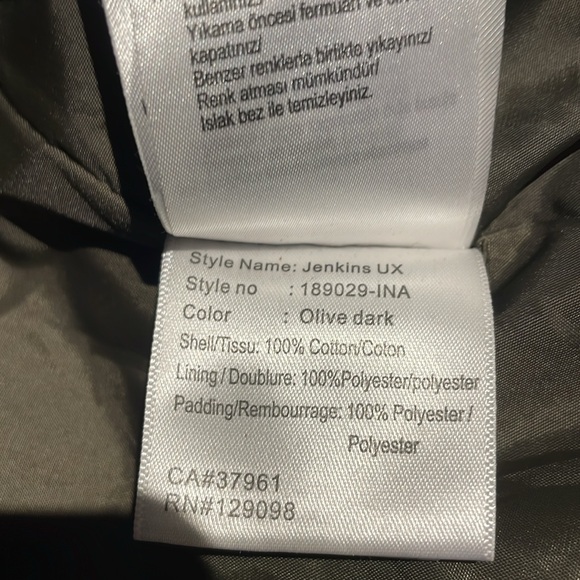 kullanınız/
Yıkama öncesi fermuarı ve
kapatınız/
Benzer renklerle birlikte yıkayınız/
Renk atması mümkündür/
Islak bez ile temizleyiniz.
Style Name: Jenkins UX
Style no : 189029-INA
Color : Olive dark
Shell/Tissu: 100% Cotton/Coton
Lining / Doublure: 100%Polyester/polyester
Padding/Rembourrage: 100% Polyester /
Polyester
CA#37961
RN#129098